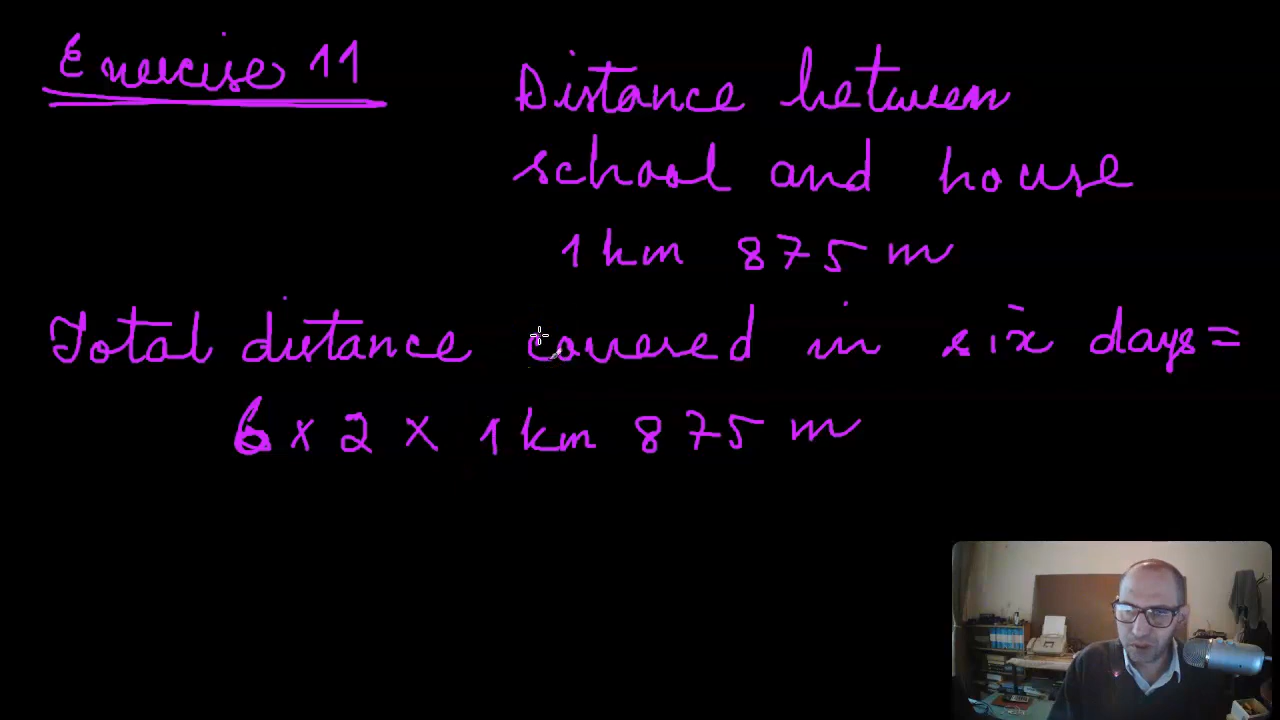 Exercise 11
Distance between
school and house
1 km 875 m
Total distance covered in six days =
6 x 2 x 1 km 875 m